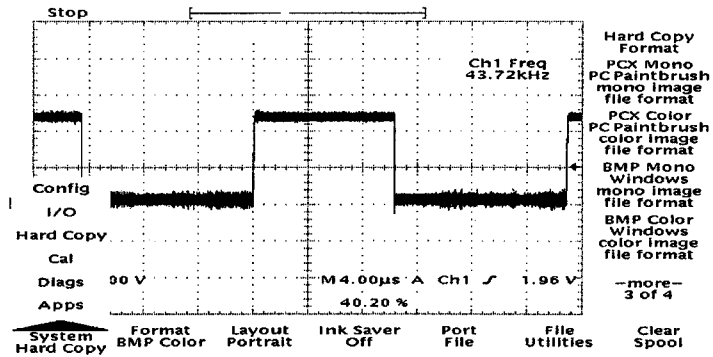 Stop
Ch1 Freq
43.72kHz
Hard Copy
Format
PCX Mono
PC Paintbrush
mono image
file format
PCX Color
PC Paintbrush
color image
file format
BMP Mono
Windows
mono image
file format
BMP Color
Windows
color image
file format
-more-
3 of 4
Config
I/O
Hard Copy
Cal
Diags
Apps
00 V
M 4.00µs A Ch1 1.96 V
40.20 %
System
Hard Copy
Format
BMP Color
Layout
Portrait
Ink Saver
Off
Port
File
File
Utilities
Clear
Spool